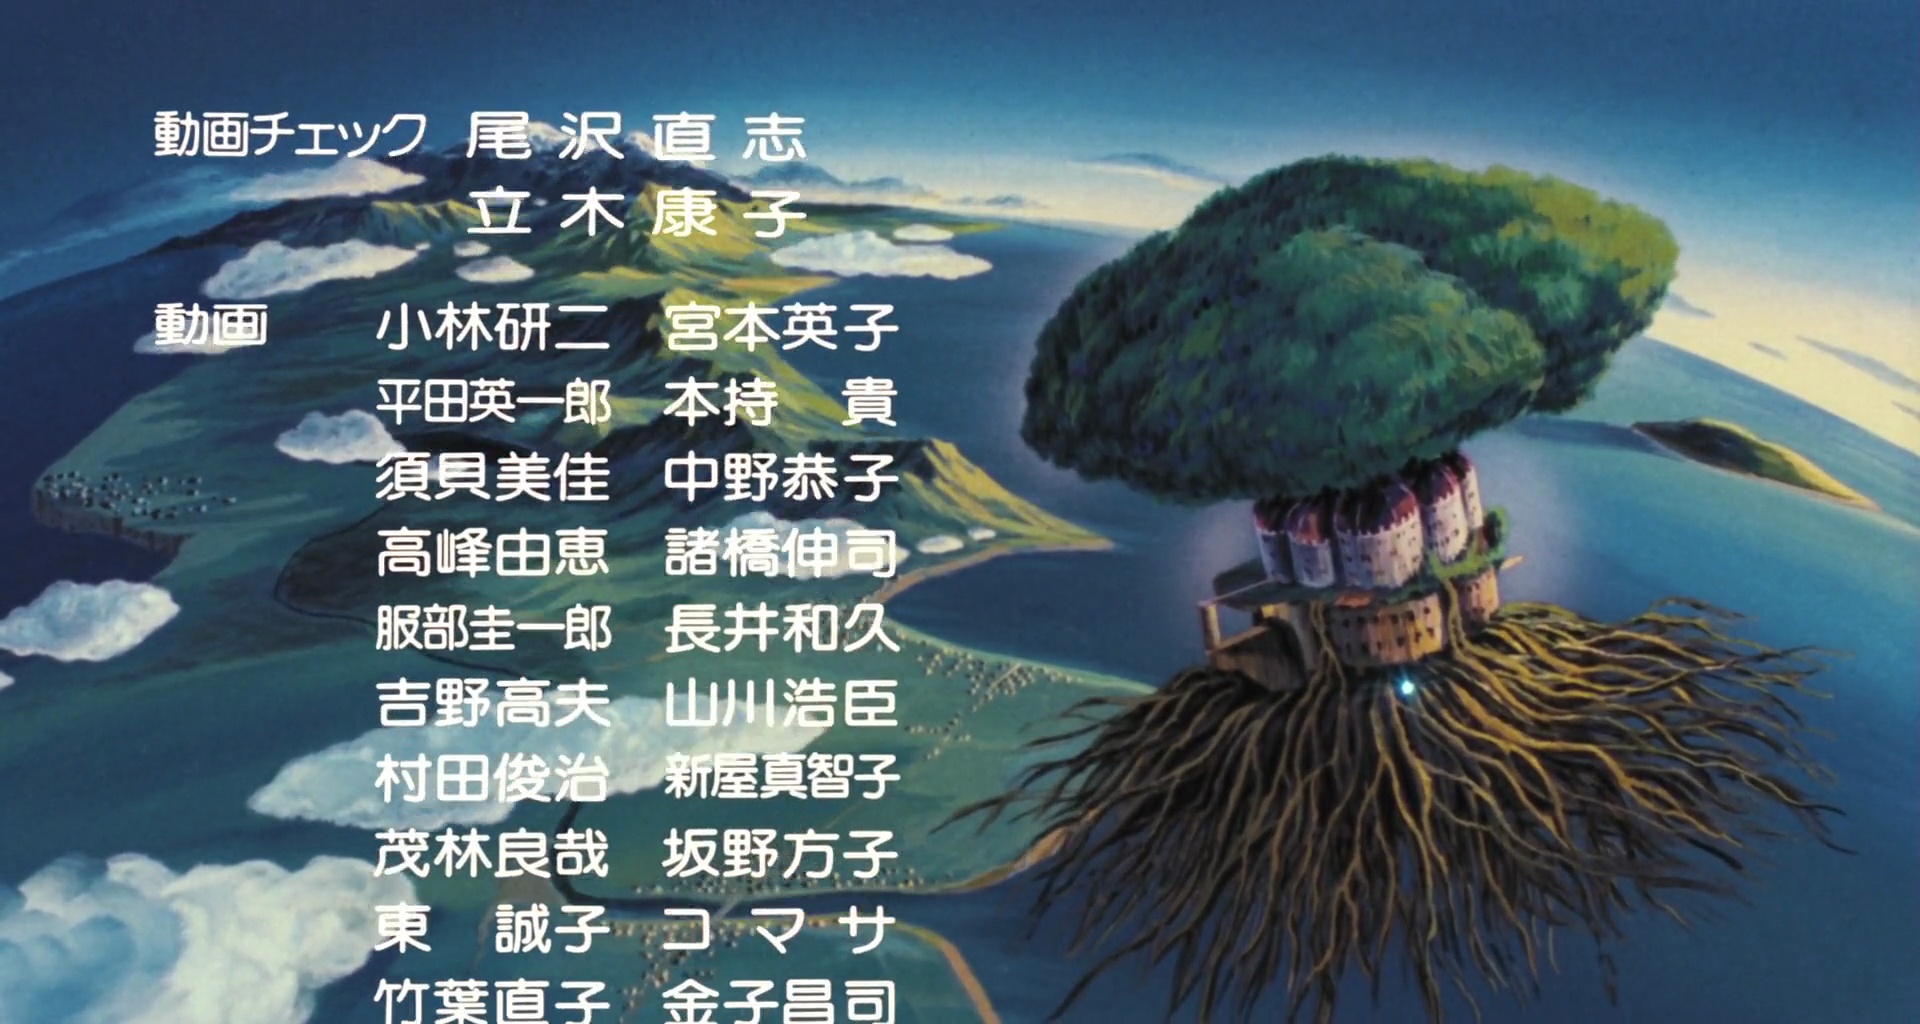 動画チェック 尾沢直志
立木康子
動画 小林研二 宮本英子
平田英一郎 本持 貴
須貝美佳 中野恭子
高峰由恵 諸橋伸司
服部圭一郎 長井和久
吉野高夫 山川浩臣
村田俊治 新屋真智子
茂林良哉 坂野方子
東 誠子 コマサ
竹葉直子 金子昌司